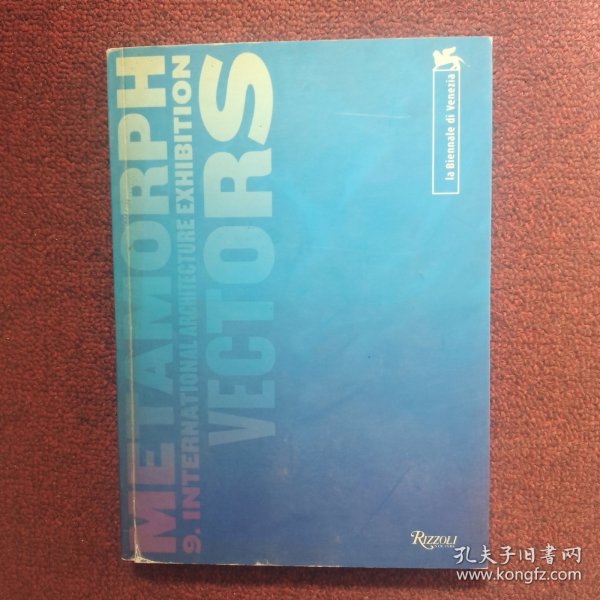 METAMORPH
9. INTERNATIONAL ARCHITECTURE EXHIBITION
VECTORS
la Biennale di Venezia
RIZZOLI
孔夫子旧书网
www.kongfz.com